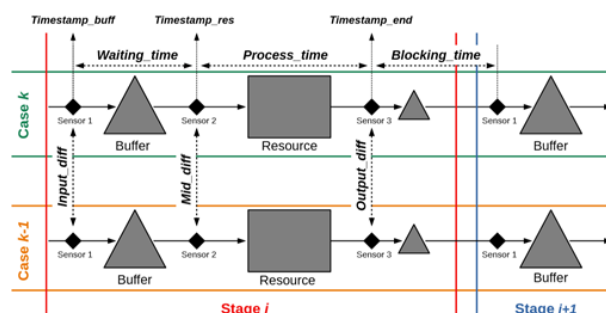 Timestamp_buff Timestamp_res Timestamp_end
Waiting_time Process_time Blocking_time
Case k
Sensor 1 Sensor 2 Sensor 3 Sensor 1
Buffer Resource Buffer
Input_diff Mid_diff Output_diff
Case k-1
Sensor 1 Sensor 2 Sensor 3 Sensor 1
Buffer Resource Buffer
Stage i Stage i+1